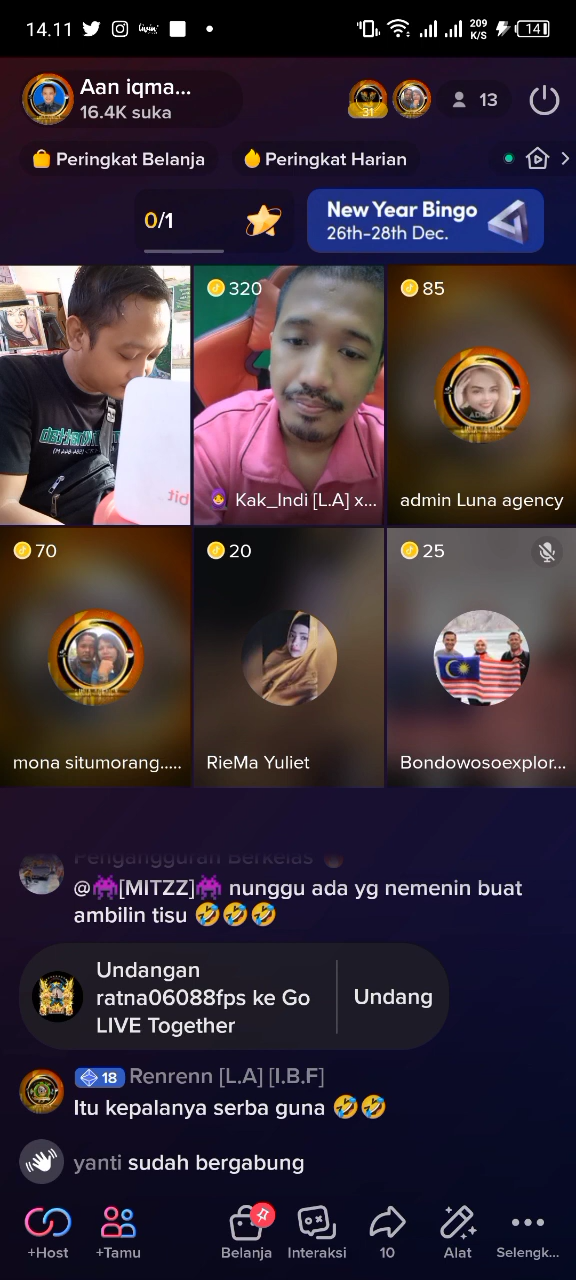 14.11
209
K/S
14
Aan iqma...
16.4K suka
31
13
Peringkat Belanja
Peringkat Harian
0/1
New Year Bingo
26th-28th Dec.
320
85
Kak_Indi [L.A] x...
admin Luna agency
70
20
25
mona situmorang.....
RieMa Yuliet
Bondowosoexplor...
Pengangguran Berkelas
@👾[MITZZ]👾 nunggu ada yg nemenin buat
ambilin tisu 🤣🤣🤣
Undangan
ratna06088fps ke Go
LIVE Together
Undang
18 Renrenn [L.A] [I.B.F]
Itu kepalanya serba guna 🤣🤣
yanti sudah bergabung
+Host
+Tamu
Belanja
Interaksi
10
Alat
Selengk...